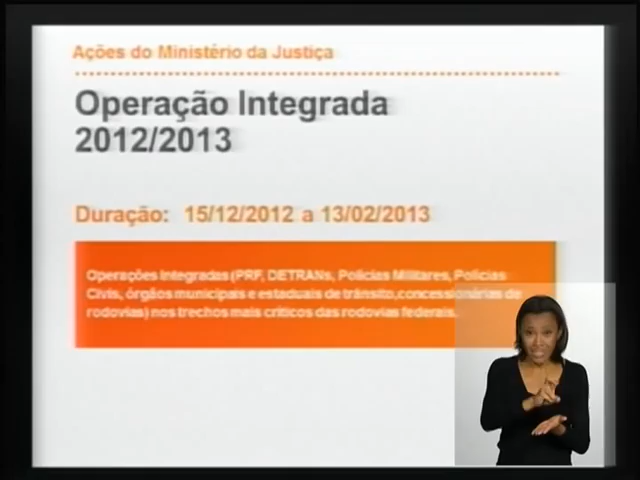 Ações do Ministério da Justiça
Operação Integrada
2012/2013
Duração: 15/12/2012 a 13/02/2013
Operações Integradas (PRF, DETRANs, Polícias Militares, Polícias
Civis, órgãos municipais e estaduais de trânsito,concessionárias de
rodovias) nos trechos mais críticos das rodovias federais.